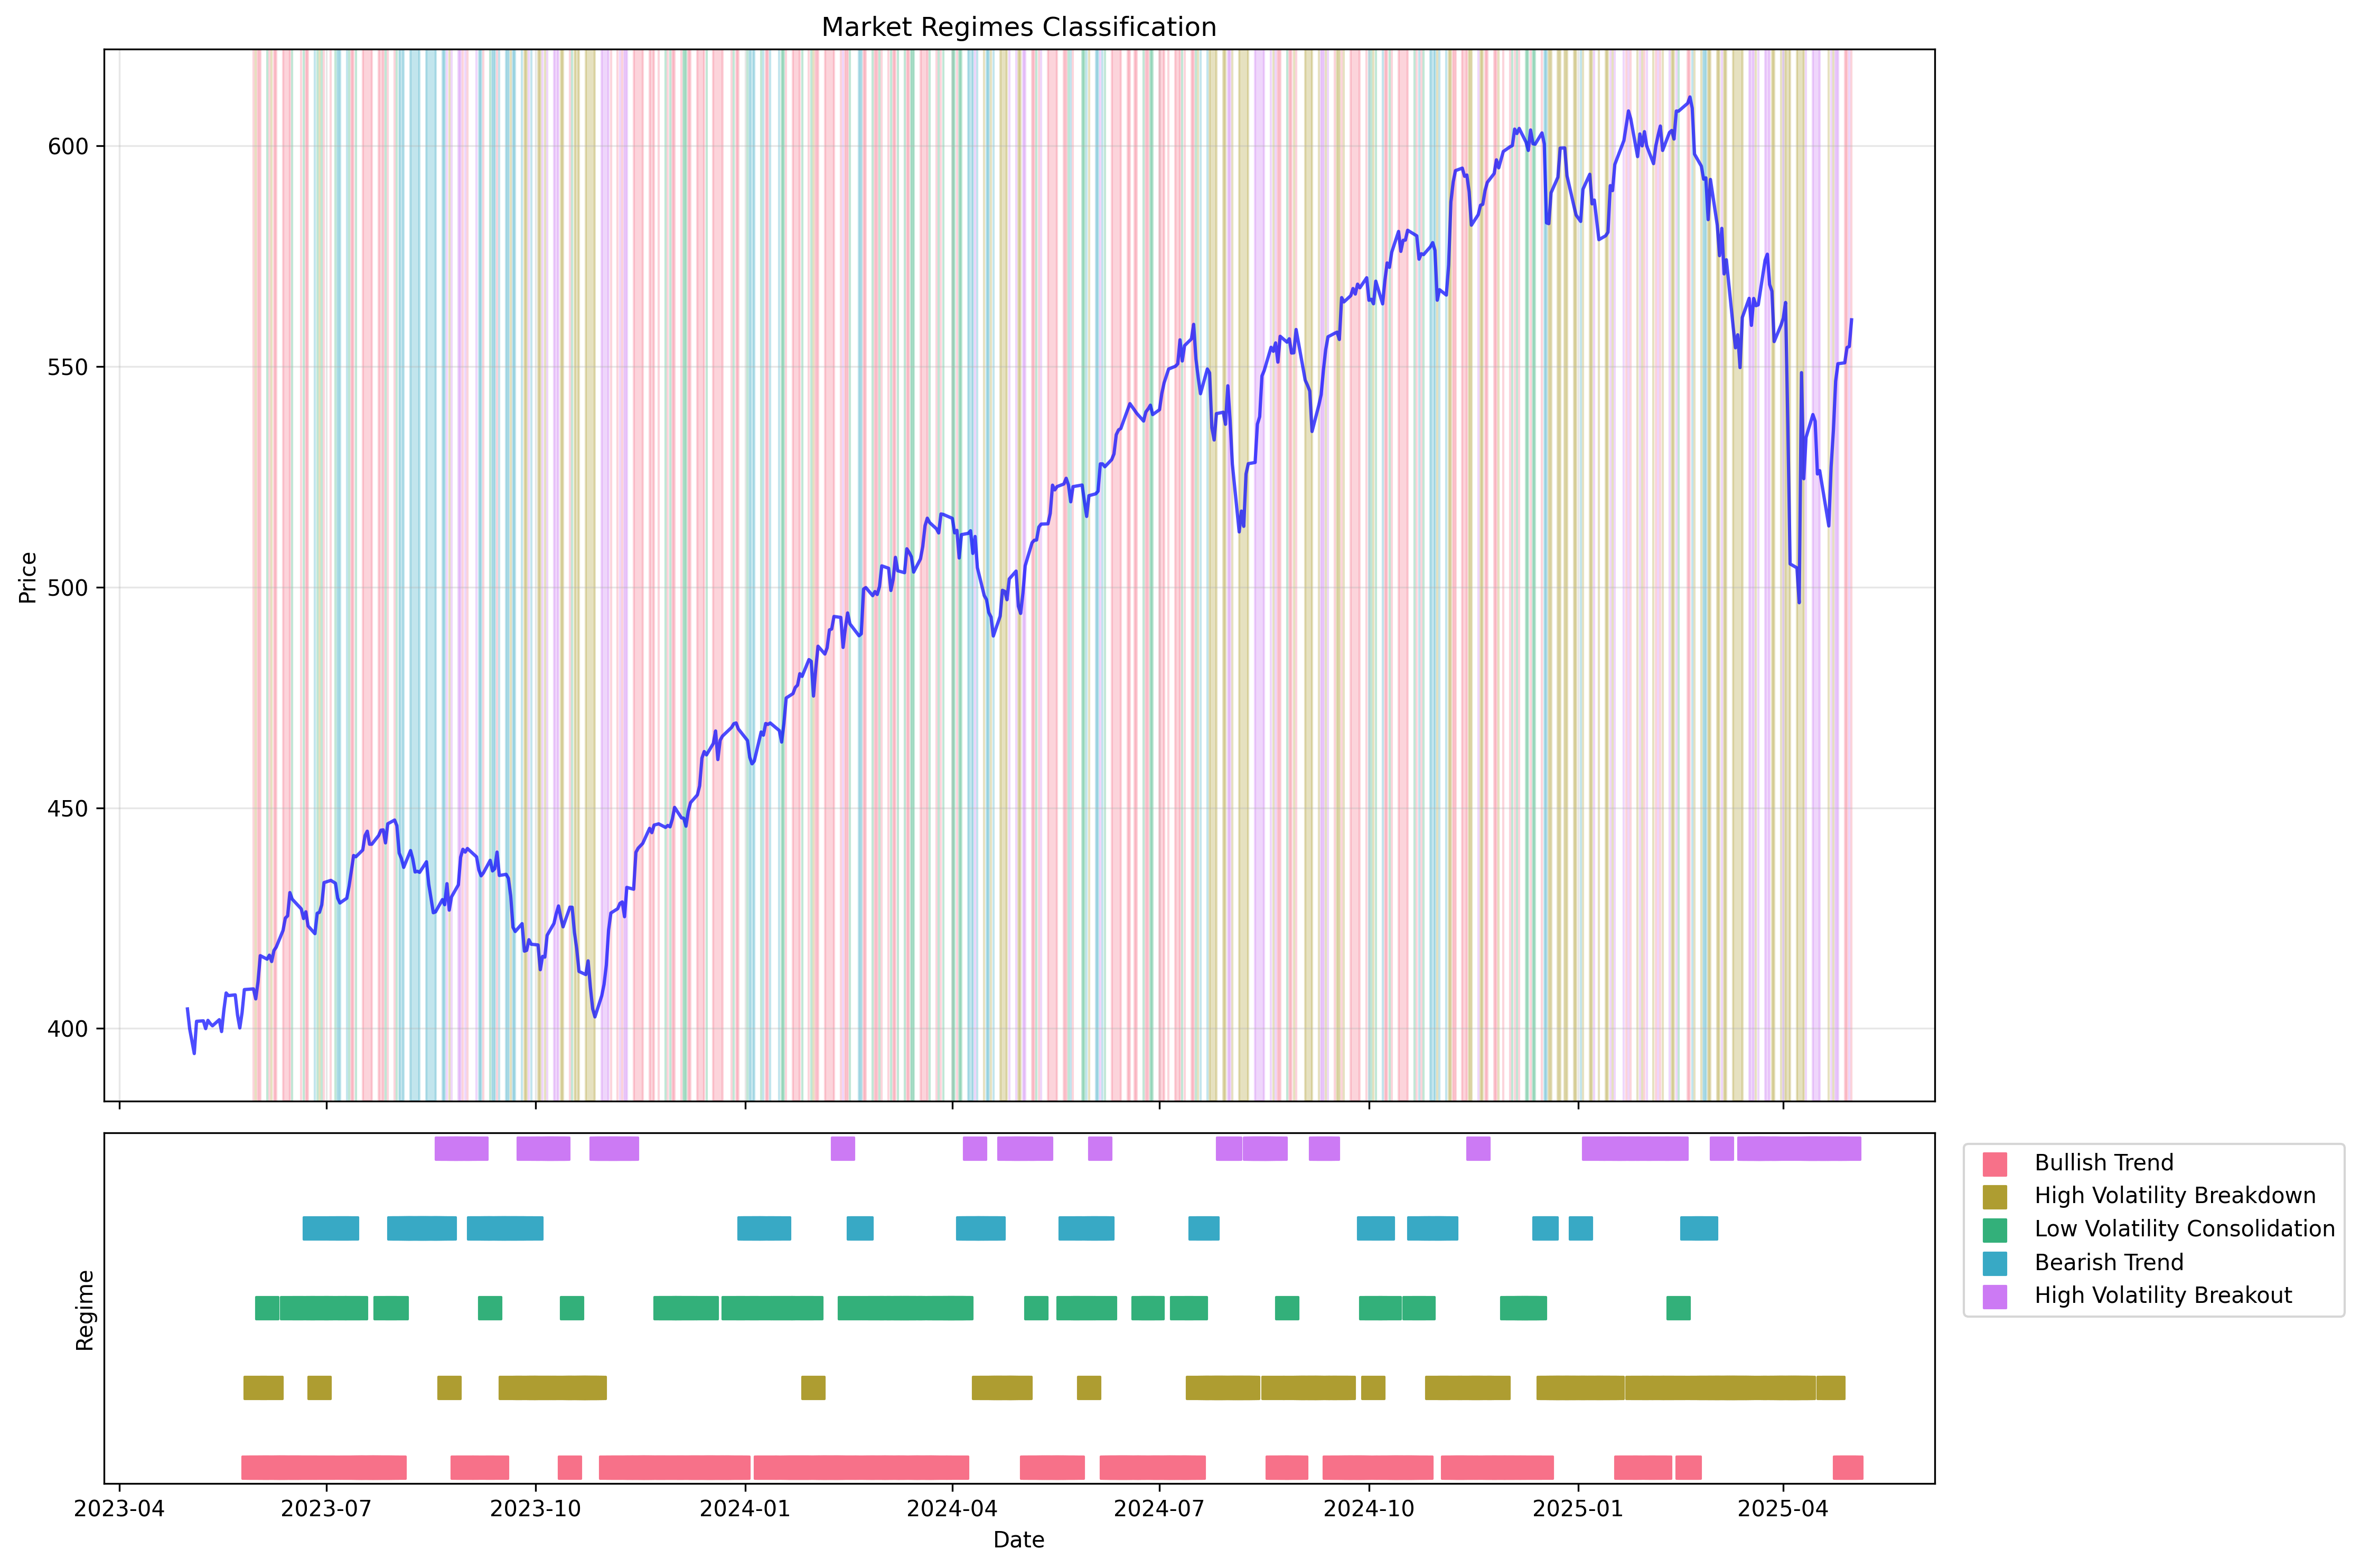 Market Regimes Classification
Price
600
550
500
450
400
Regime
Bullish Trend
High Volatility Breakdown
Low Volatility Consolidation
Bearish Trend
High Volatility Breakout
2023-04
2023-07
2023-10
2024-01
2024-04
2024-07
2024-10
2025-01
2025-04
Date